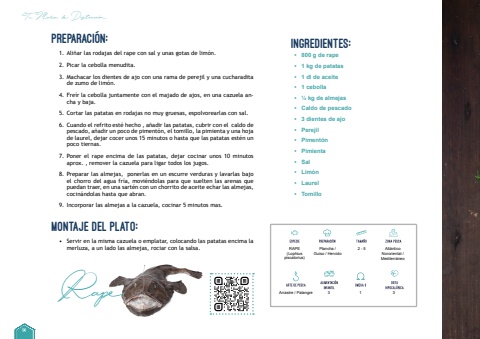 PREPARACIÓN:
1. Aliñar las rodajas del rape con sal y unas gotas de limón.
2. Picar la cebolla menudita.
3. Machacar los dientes de ajo con una rama de perejil y una cucharadita
de zumo de limón.
4. Freír la cebolla juntamente con el majado de ajos, en una cazuela an-
cha y baja.
5. Cortar las patatas en rodajas no muy gruesas, espolvorearlas con sal.
6. Cuando el refrito esté hecho , añadir las patatas, cubrir con el caldo de
pescado, añadir un poco de pimentón, el tomillo, la pimienta y una hoja
de laurel, dejar cocer unos 15 minutos o hasta que las patatas estén un
poco tiernas.
7. Poner el rape encima de las patatas, dejar cocinar unos 10 minutos
aprox. , remover la cazuela para ligar todos los jugos.
8. Preparar las almejas, ponerlas en un escurre verduras y lavarlas bajo
el chorro del agua fría, moviéndolas para que suelten las arenas que
puedan traer, en una sartén con un chorrito de aceite echar las almejas,
cocinándolas hasta que abran.
9. Incorporar las almejas a la cazuela, cocinar 5 minutos mas.
MONTAJE DEL PLATO:
• Servir en la misma cazuela o emplatar, colocando las patatas encima la
merluza, a un lado las almejas, rociar con la salsa.
Rape
INGREDIENTES:
• 800 g de rape
• 1 kg de patatas
• 1 dl de aceite
• 1 cebolla
• ½ kg de almejas
• Caldo de pescado
• 3 dientes de ajo
• Perejil
• Pimentón
• Pimienta
• Sal
• Limón
• Laurel
• Tomillo
ESPECIE PREPARACIÓN TAMAÑO ZONA PESCA
RAPE Plancha / 2 - 6 Atlántico
(Lophius Guiso / Hervido Nororiental /
piscatorius) Mediterráneo
ARTE DE PESCA ALIMENTACIÓN INFANTIL OMEGA 3 DIETA HIPOCALÓRICA
Arrastre / Palangre 3 1 3